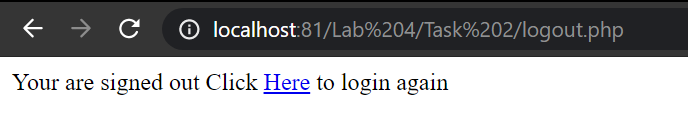 localhost:81/Lab%204/Task%202/logout.php
Your are signed out Click Here to login again